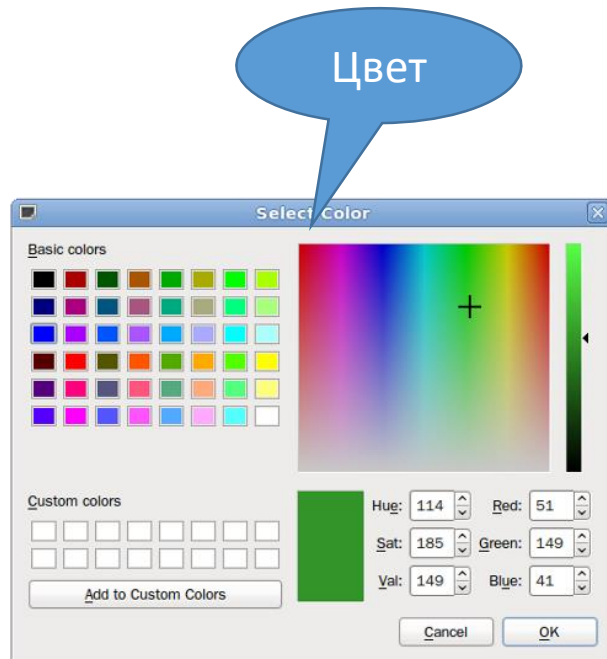 Цвет
Select Color
Basic colors
Custom colors
Add to Custom Colors
Hue: 114 Red: 51
Sat: 185 Green: 149
Val: 149 Blue: 41
Cancel OK